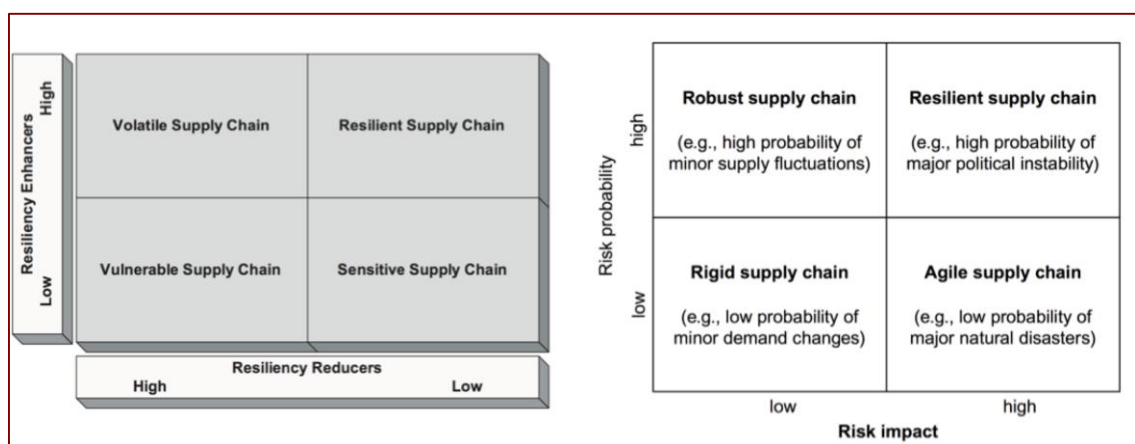 Resiliency Enhancers
High
Low
Volatile Supply Chain
Resilient Supply Chain
Vulnerable Supply Chain
Sensitive Supply Chain
Resiliency Reducers
High
Low
Risk probability
high
low
Robust supply chain
(e.g., high probability of
minor supply fluctuations)
Resilient supply chain
(e.g., high probability of
major political instability)
Rigid supply chain
(e.g., low probability of
minor demand changes)
Agile supply chain
(e.g., low probability of
major natural disasters)
low
high
Risk impact